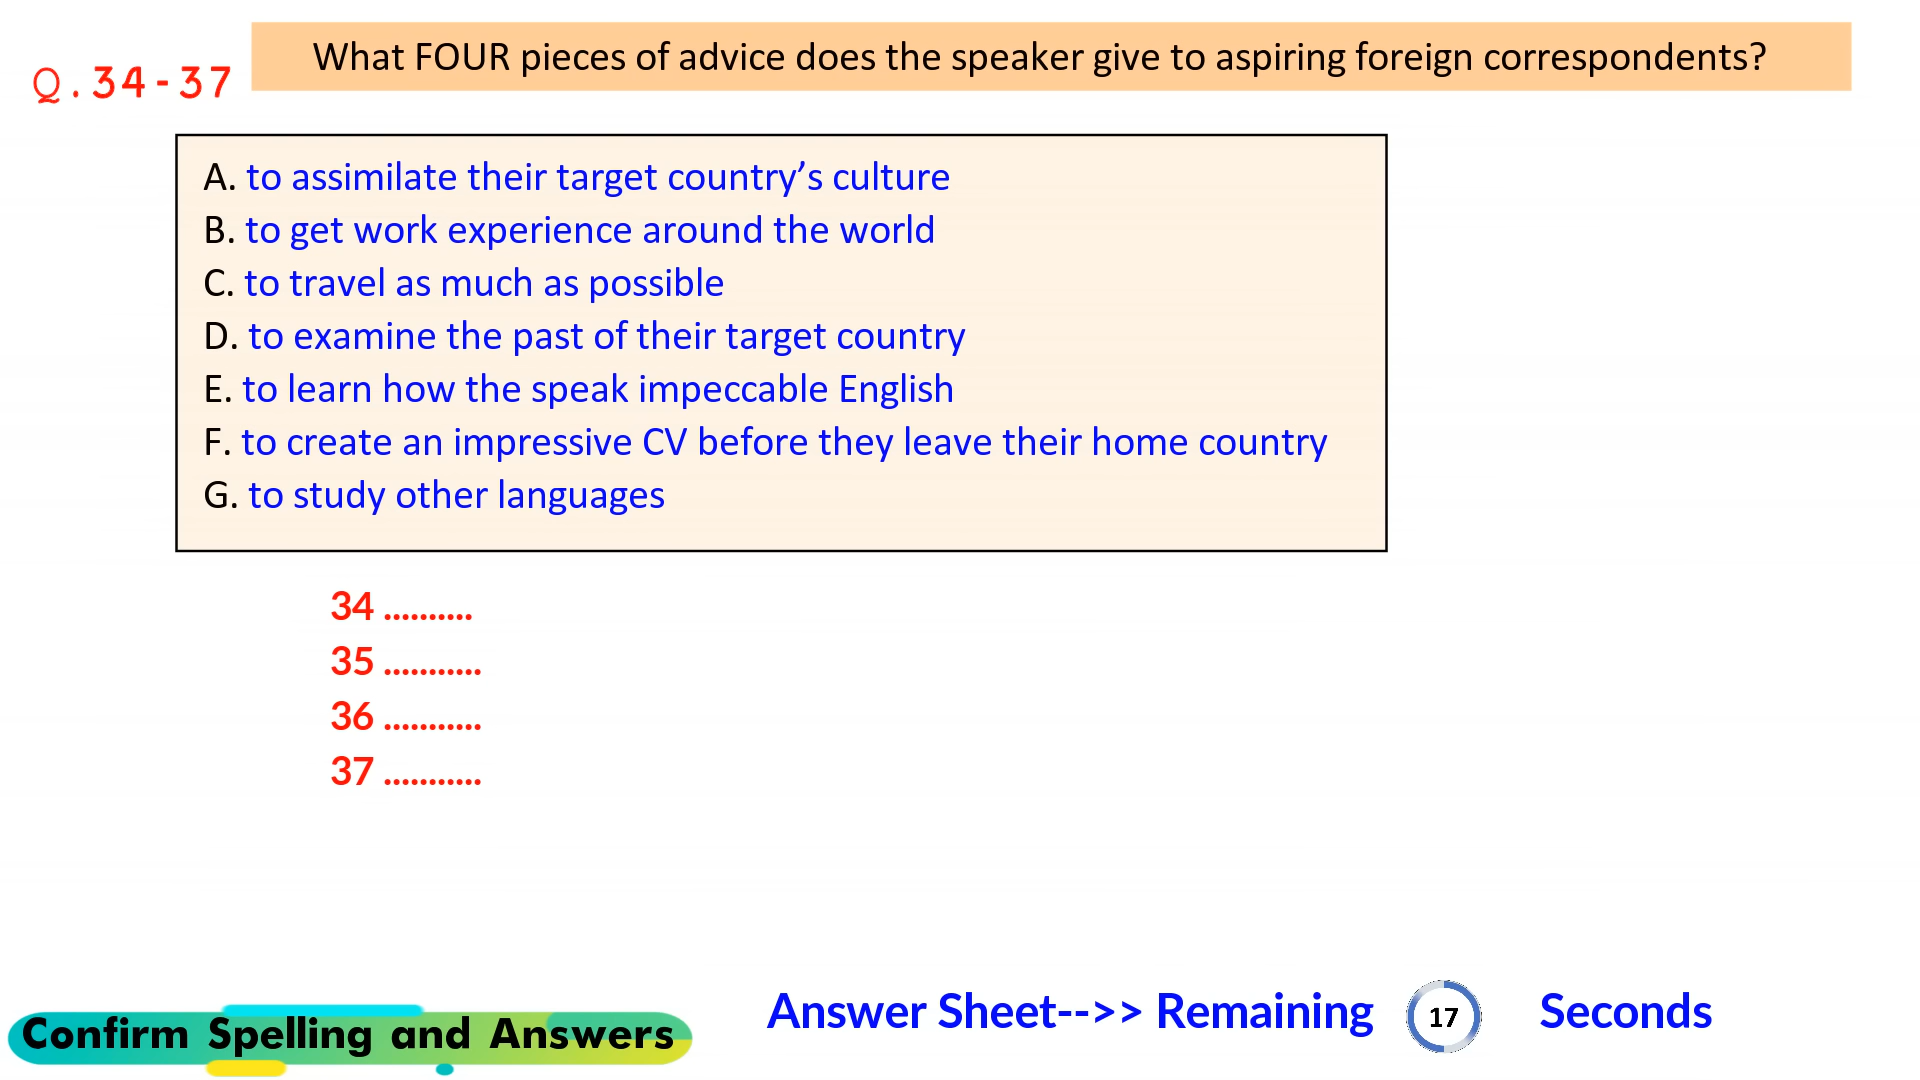 What FOUR pieces of advice does the speaker give to aspiring foreign correspondents?
Q.34-37
A. to assimilate their target country’s culture
B. to get work experience around the world
C. to travel as much as possible
D. to examine the past of their target country
E. to learn how the speak impeccable English
F. to create an impressive CV before they leave their home country
G. to study other languages
34 ..........
35 ...........
36 ...........
37 ...........
Answer Sheet-->> Remaining 17 Seconds
Confirm Spelling and Answers